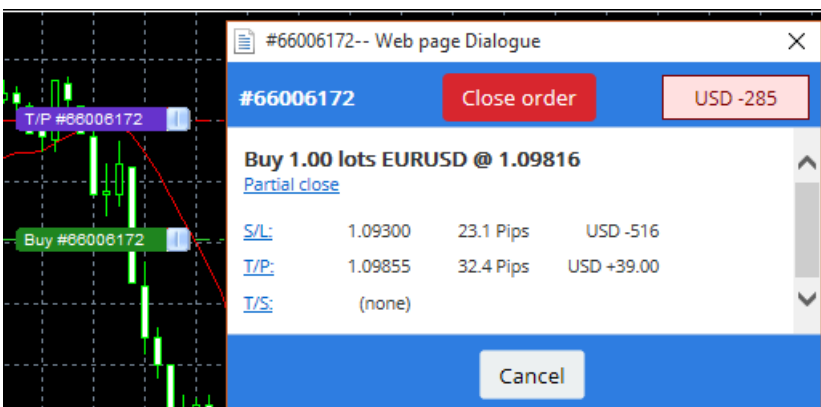 #66006172-- Web page Dialogue
#66006172 Close order USD -285
T/P #66006172
Buy 1.00 lots EURUSD @ 1.09816
Partial close
Buy #66006172
S/L: 1.09300 23.1 Pips USD -516
T/P: 1.09855 32.4 Pips USD +39.00
T/S: (none)
Cancel